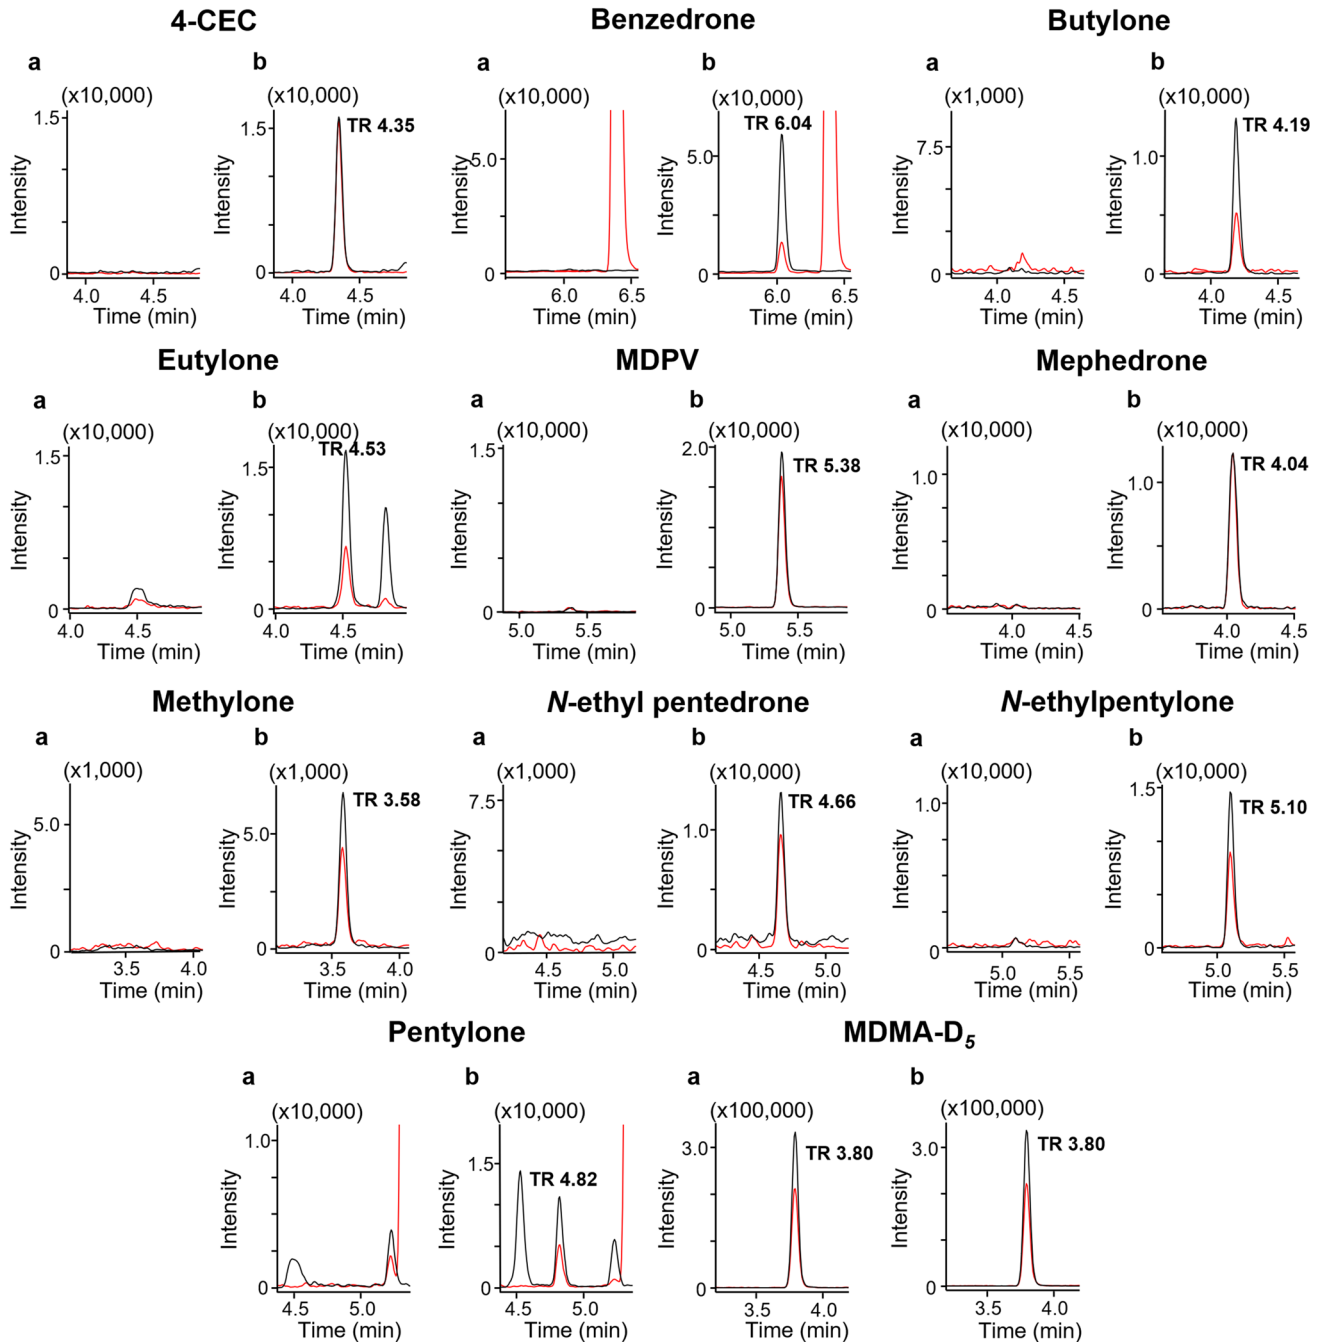 4-CEC
Benzedrone
Butylone
a
b
a
b
a
b
(x10,000)
(x10,000)
(x10,000)
(x10,000)
(x1,000)
(x10,000)
1.5
TR 4.35
1.5
TR 6.04
5.0
5.0
TR 4.19
7.5
1.0
Intensity
Intensity
Intensity
Intensity
Intensity
Intensity
0
0
0
0
0
0
4.0 4.5
4.0 4.5
6.0 6.5
6.0 6.5
4.0 4.5
4.0 4.5
Time (min)
Time (min)
Time (min)
Time (min)
Time (min)
Time (min)
Eutylone
MDPV
Mephedrone
a
b
a
b
a
b
(x10,000)
(x10,000)
(x10,000)
(x10,000)
(x10,000)
(x10,000)
1.5
TR 4.53
1.5
1.5
2.0
TR 5.38
1.0
TR 4.04
1.0
Intensity
Intensity
Intensity
Intensity
Intensity
Intensity
0
0
0
0
0
0
4.0 4.5
4.0 4.5
5.0 5.5
5.0 5.5
4.0 4.5
4.0 4.5
Time (min)
Time (min)
Time (min)
Time (min)
Time (min)
Time (min)
Methylone
N-ethyl pentedrone
N-ethylpentylone
a
b
a
b
a
b
(x1,000)
(x1,000)
(x1,000)
(x10,000)
(x10,000)
(x10,000)
5.0
TR 3.58
5.0
7.5
TR 4.66
1.0
1.0
1.5
TR 5.10
Intensity
Intensity
Intensity
Intensity
Intensity
Intensity
0
0
0
0
0
0
3.5 4.0
3.5 4.0
4.5 5.0
4.5 5.0
5.0 5.5
5.0 5.5
Time (min)
Time (min)
Time (min)
Time (min)
Time (min)
Time (min)
Pentylone
MDMA-D5
a
b
a
b
(x10,000)
(x10,000)
(x100,000)
(x100,000)
1.0
1.5
TR 4.82
3.0
TR 3.80
3.0
TR 3.80
Intensity
Intensity
Intensity
Intensity
0
0
0
0
4.5 5.0
4.5 5.0
3.5 4.0
3.5 4.0
Time (min)
Time (min)
Time (min)
Time (min)